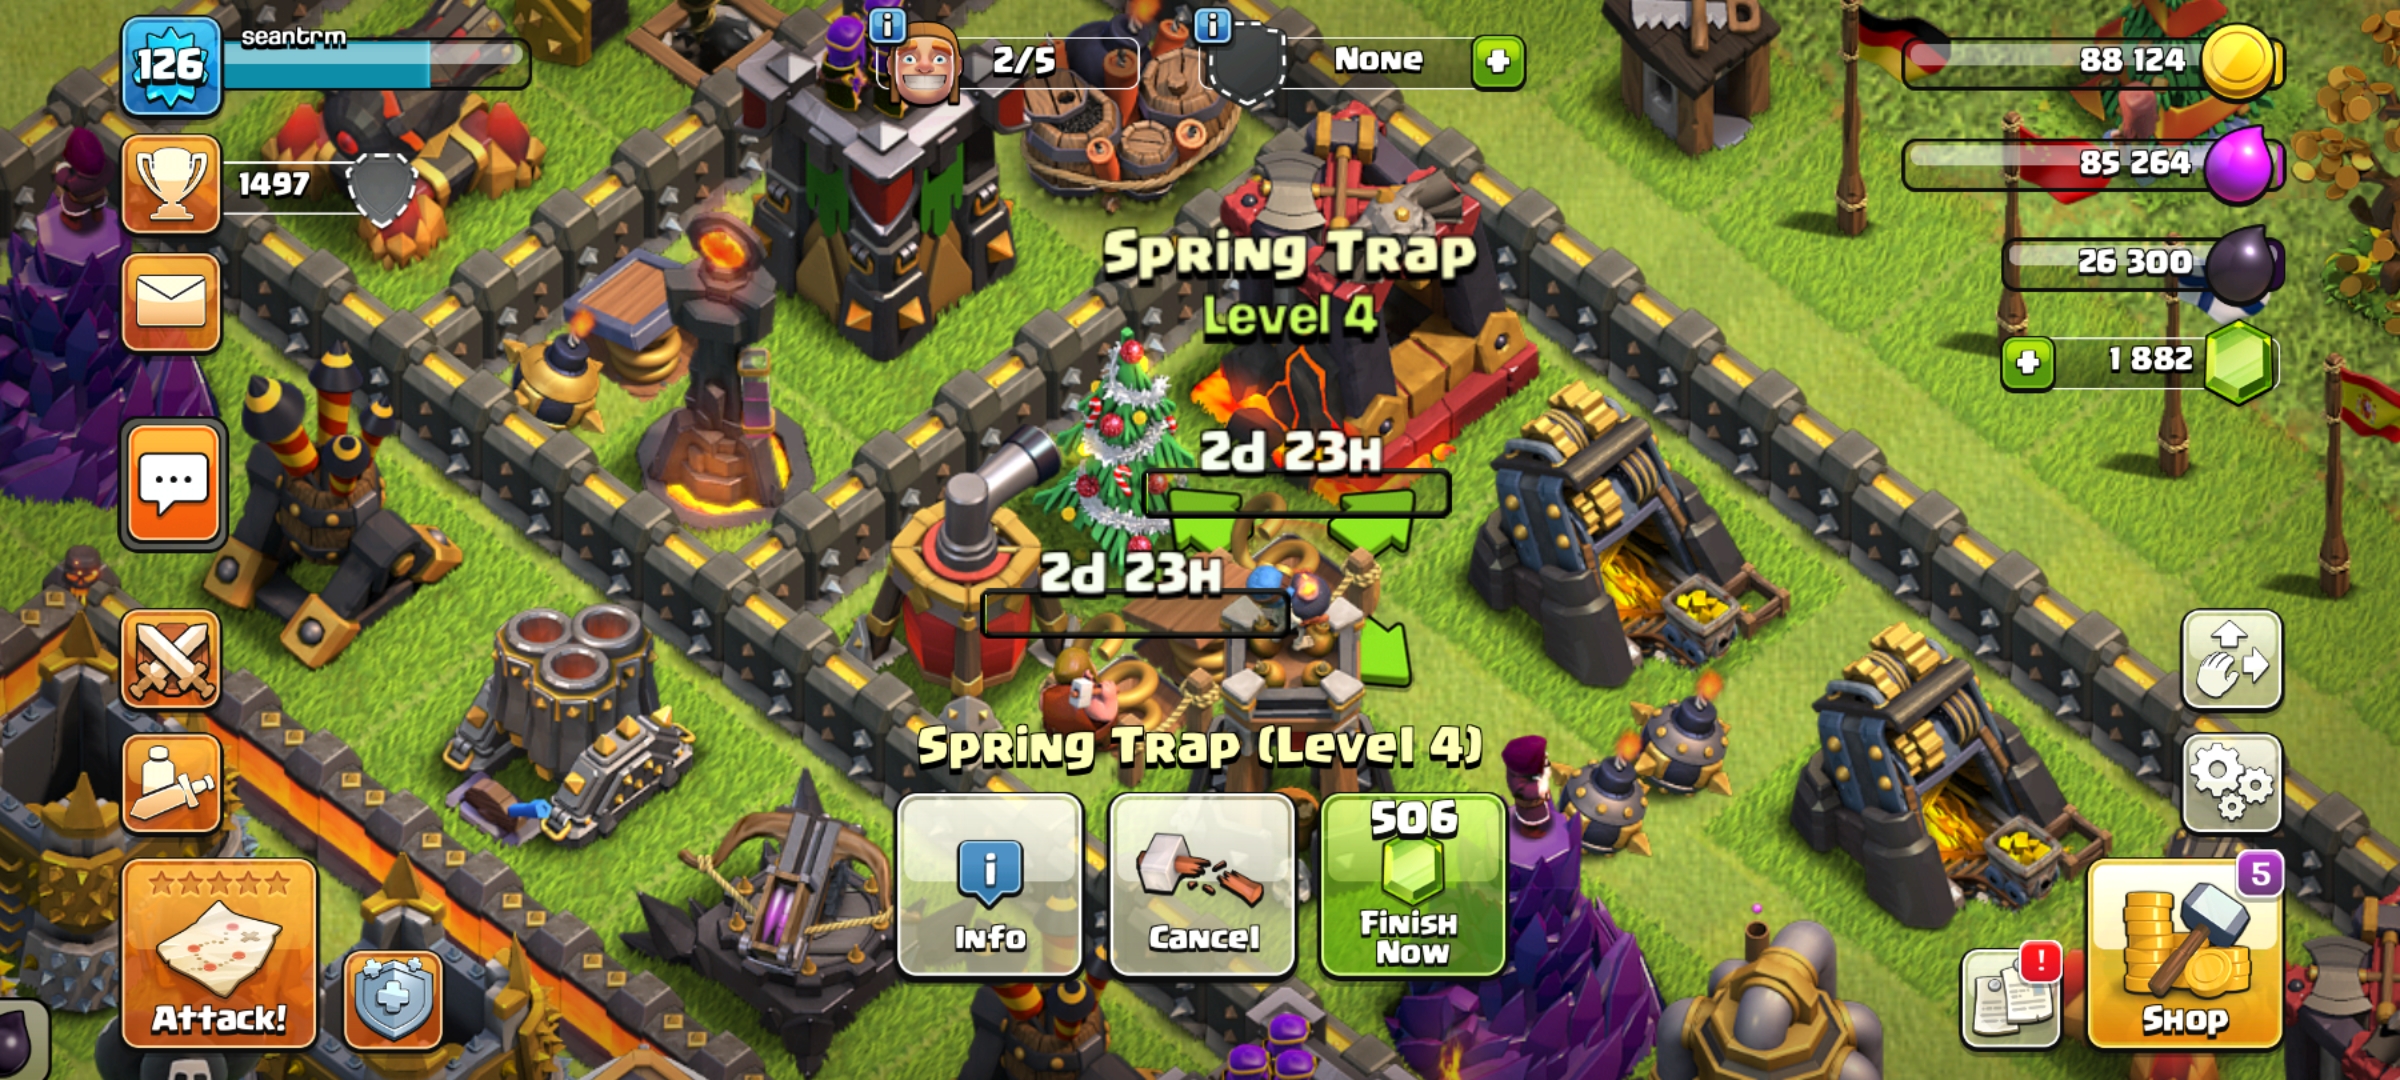 126
seantrm
2/5
None
88 124
1497
85 264
26 300
1 882
Spring Trap
Level 4
2d 23H
2d 23H
Spring Trap (Level 4)
Info
Cancel
506
Finish
Now
Attack!
5
!
Shop